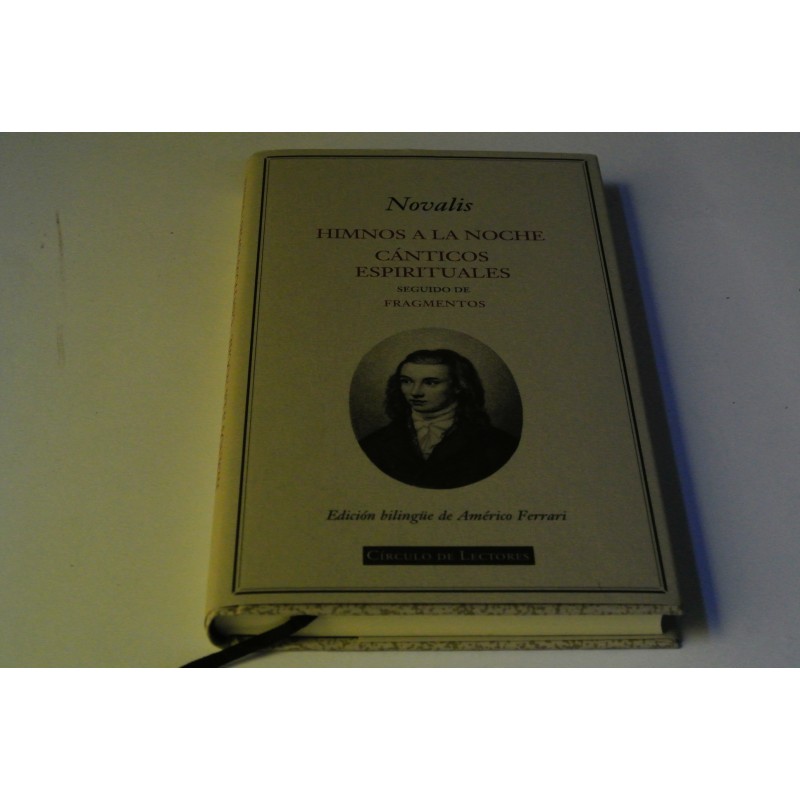 Novalis
HIMNOS A LA NOCHE
CÁNTICOS
ESPIRITUALES
SEGUIDO DE
FRAGMENTOS
Edición bilingüe de Américo Ferrari
CÍRCULO DE LECTORES